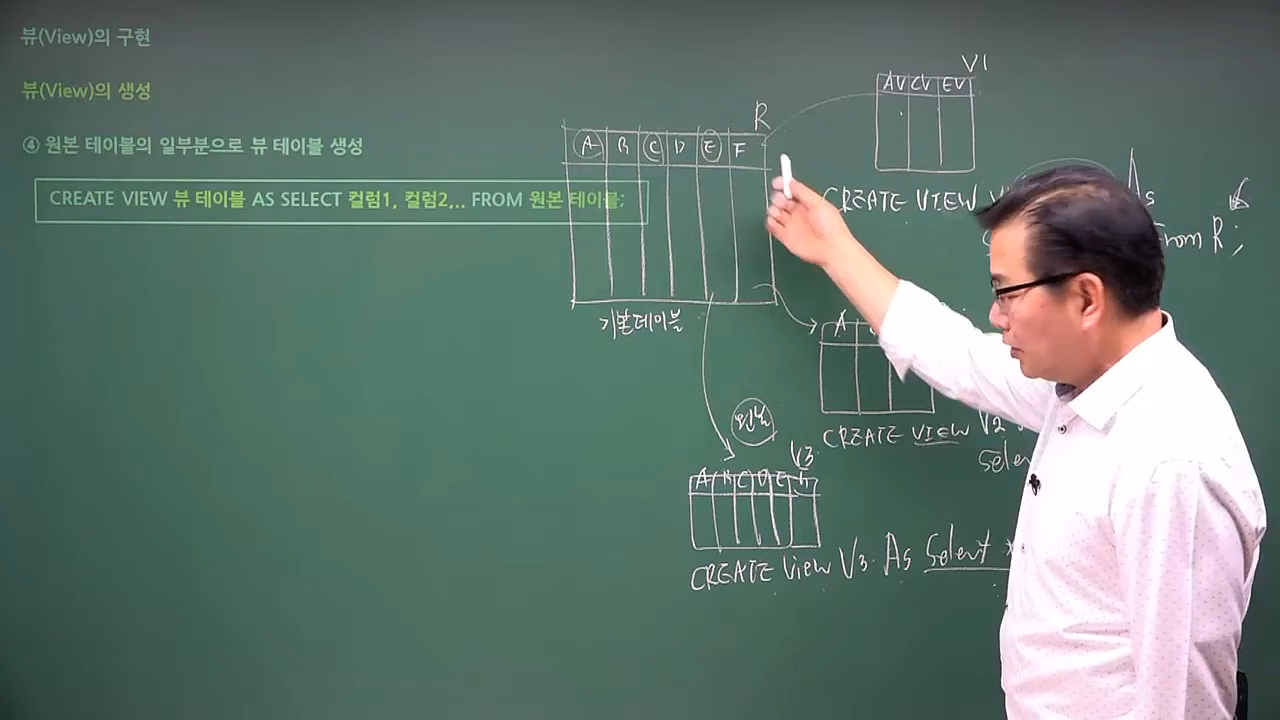 뷰(View)의 구현
뷰(View)의 생성
④ 원본 테이블의 일부분으로 뷰 테이블 생성
CREATE VIEW 뷰 테이블 AS SELECT 컬럼1, 컬럼2,.. FROM 원본 테이블;
R
A B C D E F
기본테이블
V1
AV CV EV
CREATE VIEW As
From R ;
A
CREATE VIEW V2
Sele
V3
A B C D E F
CREATE View V3 As Select *